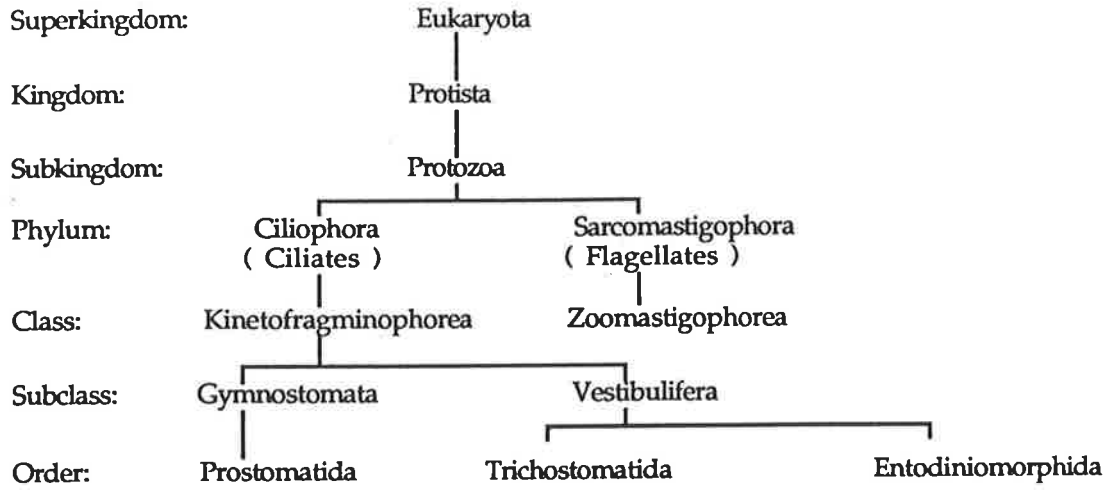 Superkingdom: Eukaryota
Kingdom: Protista
Subkingdom: Protozoa
Phylum: Ciliophora Sarcomastigophora
( Ciliates ) ( Flagellates )
Class: Kinetofragminophorea Zoomastigophorea
Subclass: Gymnostomata Vestibulifera
Order: Prostomatida Trichostomatida Entodiniomorphida